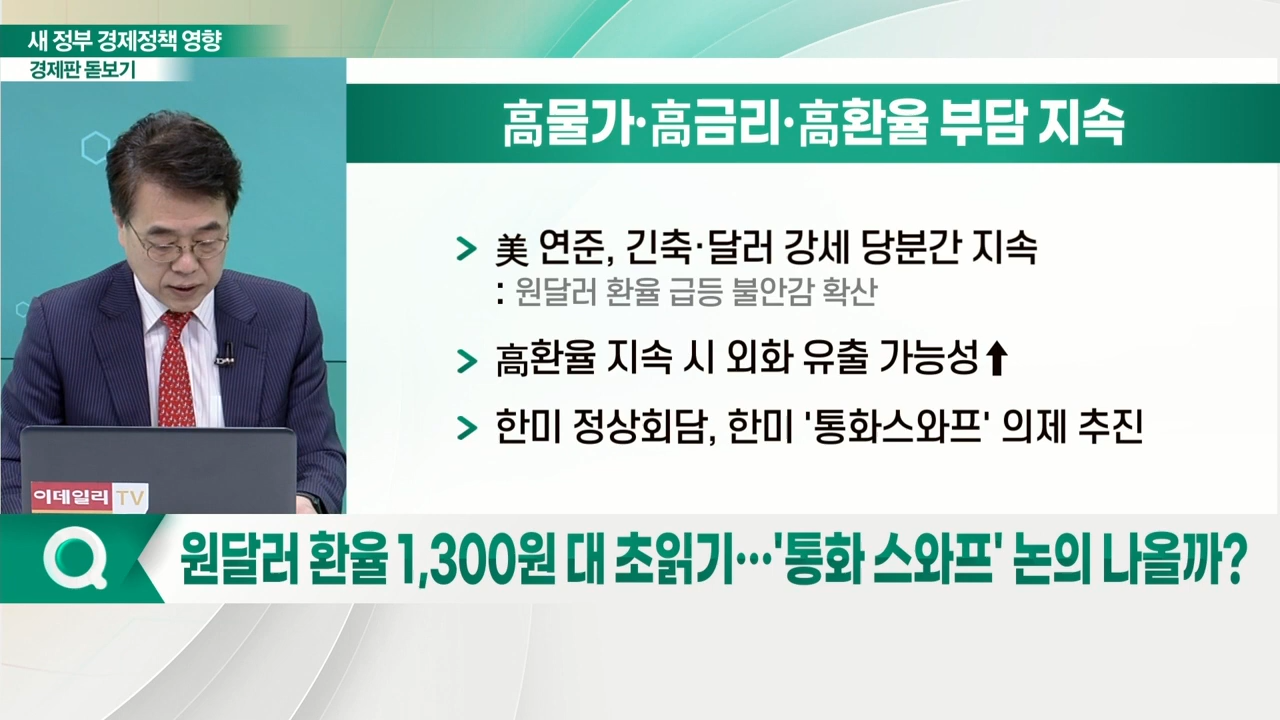 새 정부 경제정책 영향
경제판 돋보기
高물가·高금리·高환율 부담 지속
美 연준, 긴축·달러 강세 당분간 지속
: 원달러 환율 급등 불안감 확산
高환율 지속 시 외화 유출 가능성↑
한미 정상회담, 한미 '통화스와프' 의제 추진
이데일리 TV
Q 원달러 환율 1,300원 대 초읽기…'통화 스와프' 논의 나올까?